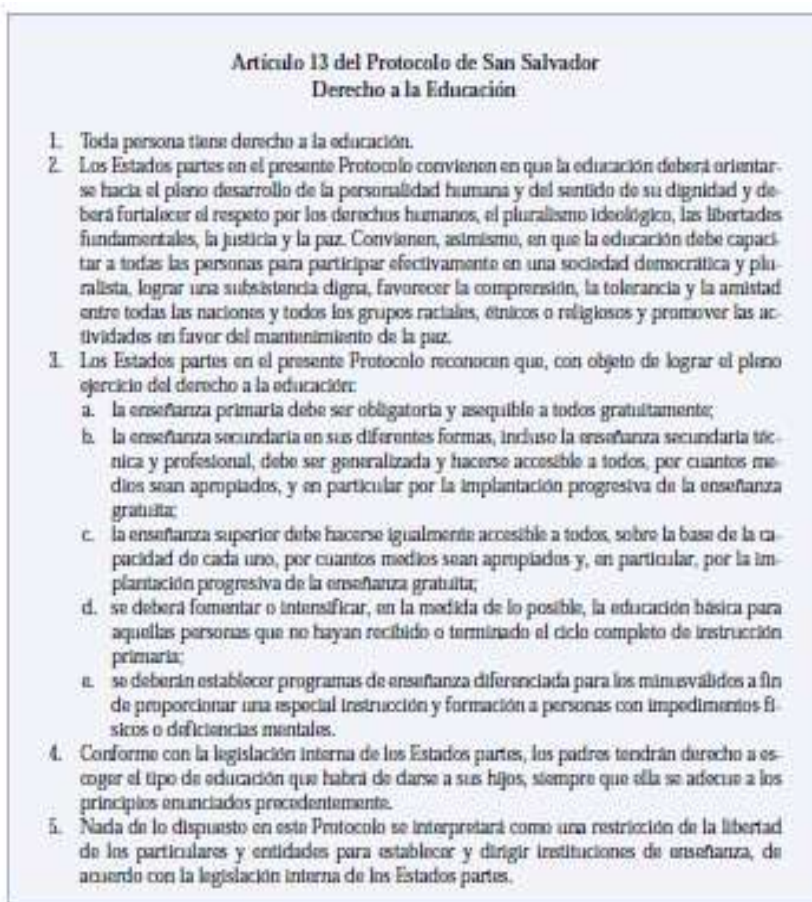 Artículo 13 del Protocolo de San Salvador
Derecho a la Educación
1. Toda persona tiene derecho a la educación.
2. Los Estados partes en el presente Protocolo convienen en que la educación deberá orientar-
se hacia el pleno desarrollo de la personalidad humana y del sentido de su dignidad y de-
berá fortalecer el respeto por los derechos humanos, el pluralismo ideológico, las libertades
fundamentales, la justicia y la paz. Convienen, asimismo, en que la educación debe capaci-
tar a todas las personas para participar efectivamente en una sociedad democrática y plu-
ralista, lograr una subsistencia digna, favorecer la comprensión, la tolerancia y la amistad
entre todas las naciones y todos los grupos raciales, étnicos o religiosos y promover las ac-
tividades en favor del mantenimiento de la paz.
3. Los Estados partes en el presente Protocolo reconocen que, con objeto de lograr el pleno
ejercicio del derecho a la educación:
a. la enseñanza primaria debe ser obligatoria y asequible a todos gratuitamente;
b. la enseñanza secundaria en sus diferentes formas, incluso la enseñanza secundaria téc-
nica y profesional, debe ser generalizada y hacerse accesible a todos, por cuantos me-
dios sean apropiados, y en particular por la implantación progresiva de la enseñanza
gratuita;
c. la enseñanza superior debe hacerse igualmente accesible a todos, sobre la base de la ca-
pacidad de cada uno, por cuantos medios sean apropiados y, en particular, por la im-
plantación progresiva de la enseñanza gratuita;
d. se deberá fomentar o intensificar, en la medida de lo posible, la educación básica para
aquellas personas que no hayan recibido o terminado el ciclo completo de instrucción
primaria;
e. se deberán establecer programas de enseñanza diferenciada para los minusválidos a fin
de proporcionar una especial instrucción y formación a personas con impedimentos fí-
sicos o deficiencias mentales.
4. Conforme con la legislación interna de los Estados partes, los padres tendrán derecho a es-
coger el tipo de educación que habrá de darse a sus hijos, siempre que ella se adecue a los
principios enunciados precedentemente.
5. Nada de lo dispuesto en este Protocolo se interpretará como una restricción de la libertad
de los particulares y entidades para establecer y dirigir instituciones de enseñanza, de
acuerdo con la legislación interna de los Estados partes.